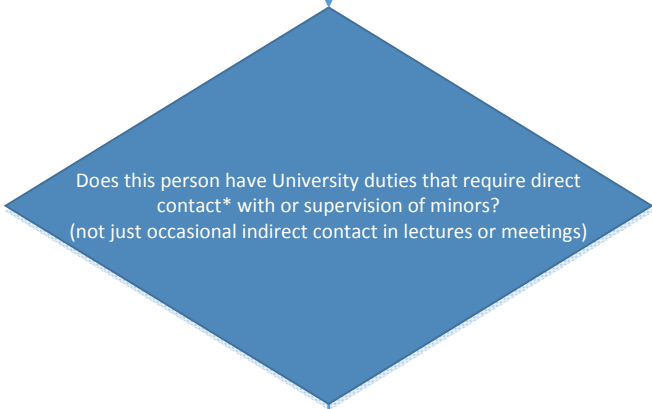 Does this person have University duties that require direct
contact* with or supervision of minors?
(not just occasional indirect contact in lectures or meetings)